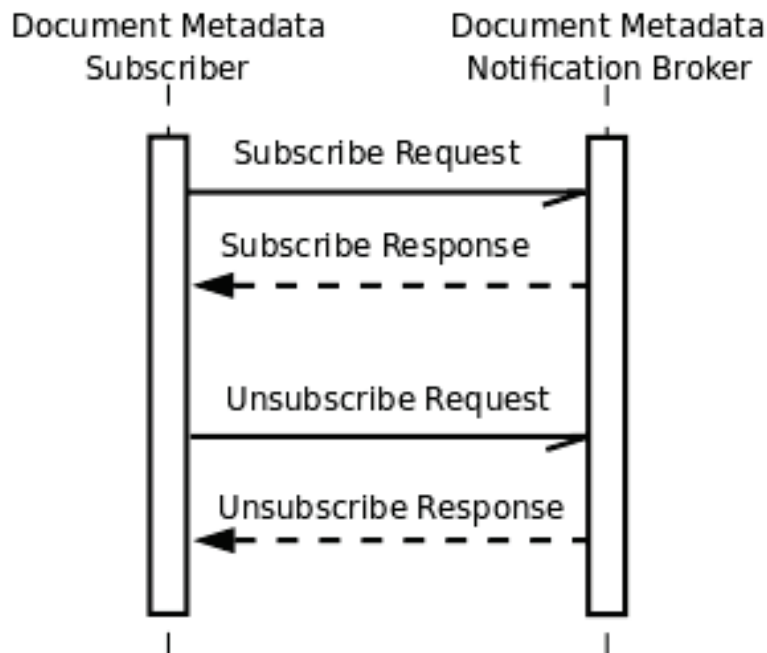 Document Metadata
Subscriber
Document Metadata
Notification Broker
Subscribe Request
Subscribe Response
Unsubscribe Request
Unsubscribe Response